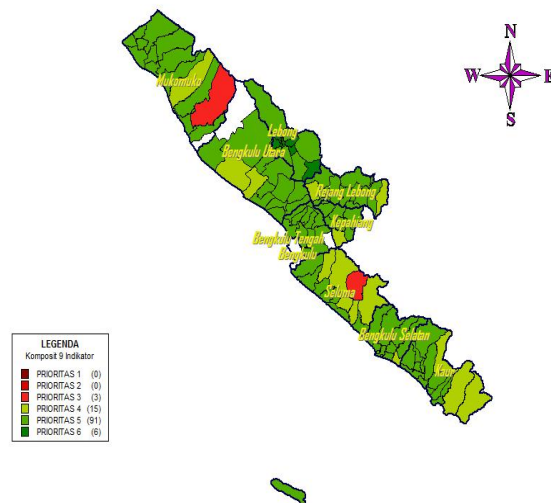 N
W E
S
Mukomuko
Lebong
Bengkulu Utara
Rejang Lebong
Kepahiang
Bengkulu Tengah
Bengkulu
Seluma
Bengkulu Selatan
Kaur
LEGENDA
Komposit 9 Indikator
PRIORITAS 1 (0)
PRIORITAS 2 (0)
PRIORITAS 3 (3)
PRIORITAS 4 (15)
PRIORITAS 5 (91)
PRIORITAS 6 (6)